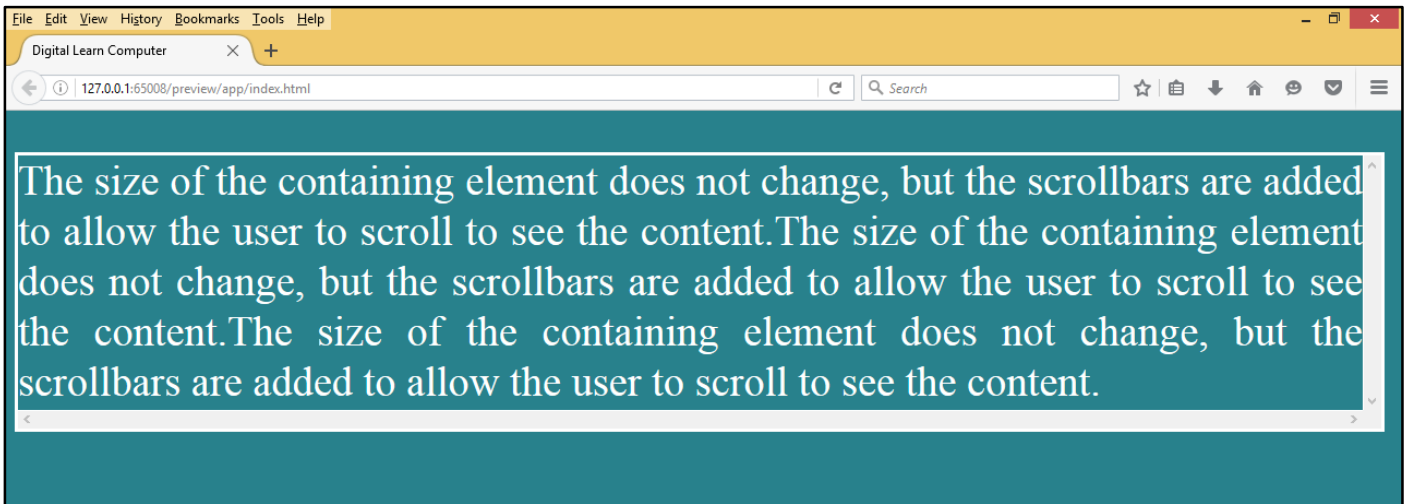 File Edit View History Bookmarks Tools Help
Digital Learn Computer
127.0.0.1:65008/preview/app/index.html
Search
The size of the containing element does not change, but the scrollbars are added
to allow the user to scroll to see the content.The size of the containing element
does not change, but the scrollbars are added to allow the user to scroll to see
the content.The size of the containing element does not change, but the
scrollbars are added to allow the user to scroll to see the content.